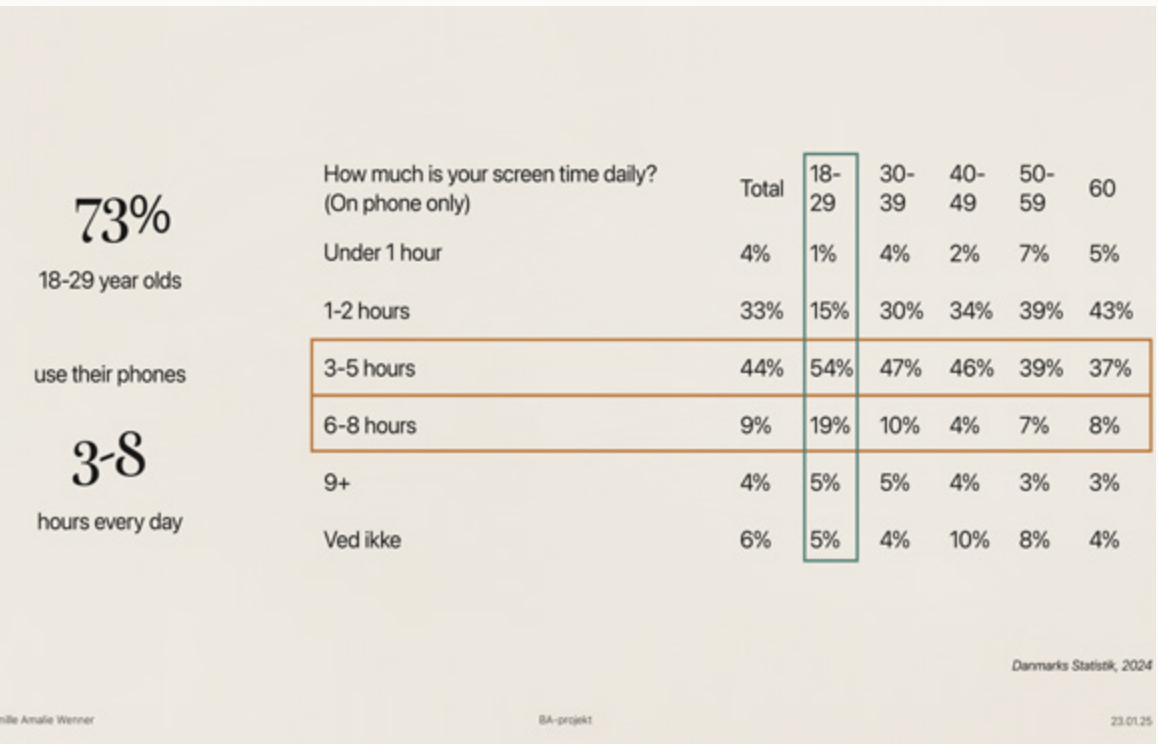 73%
18-29 year olds
use their phones
3-8
hours every day
How much is your screen time daily?
(On phone only)
Total 18-29 30-39 40-49 50-59 60
Under 1 hour 4% 1% 4% 2% 7% 5%
1-2 hours 33% 15% 30% 34% 39% 43%
3-5 hours 44% 54% 47% 46% 39% 37%
6-8 hours 9% 19% 10% 4% 7% 8%
9+ 4% 5% 5% 4% 3% 3%
Ved ikke 6% 5% 4% 10% 8% 4%
Danmarks Statistik, 2024
Amalie Wenner BA-projekt 23.01.25